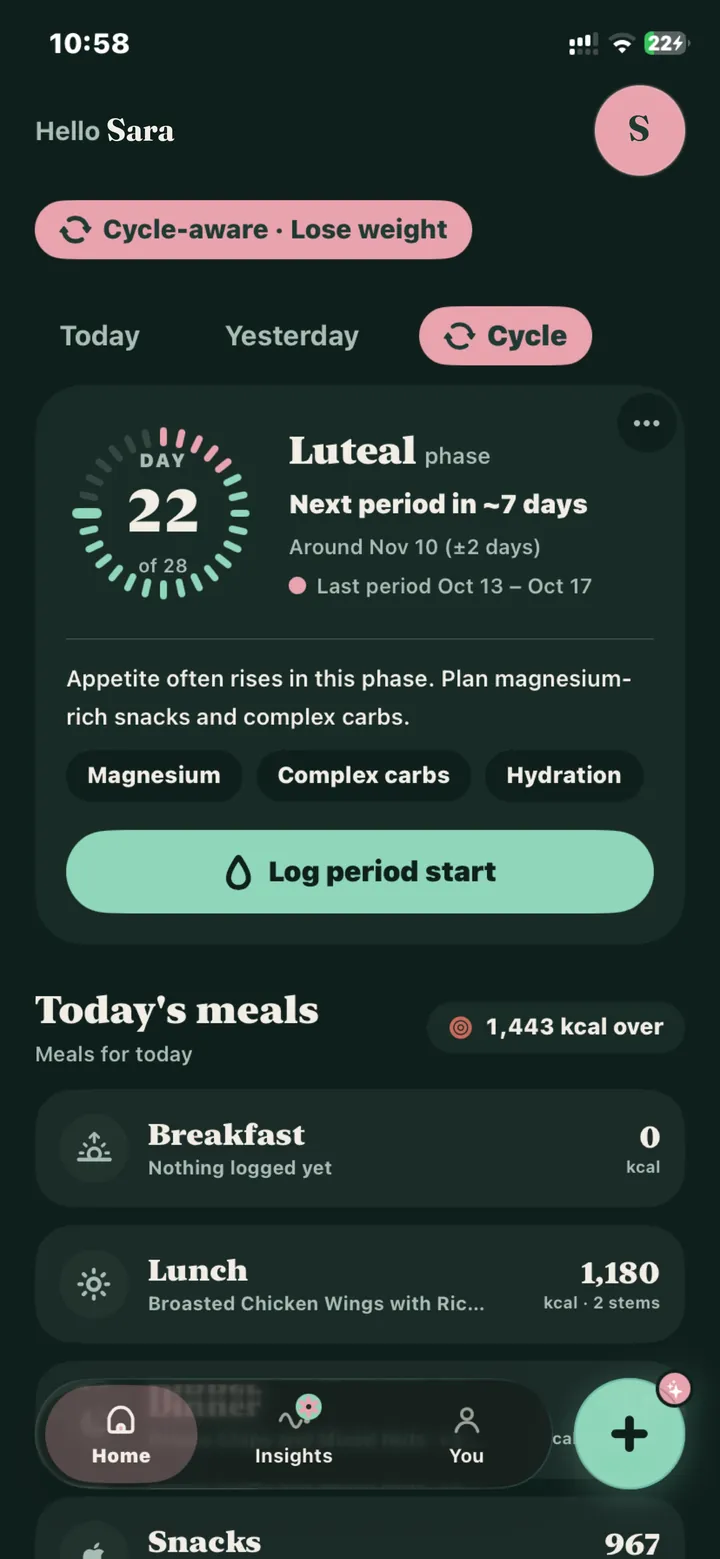 10:58
22
Hello Sara
S
Cycle-aware · Lose weight
Today
Yesterday
Cycle
DAY
22
of 28
Luteal phase
Next period in ~7 days
Around Nov 10 (±2 days)
Last period Oct 13 – Oct 17
Appetite often rises in this phase. Plan magnesium-
rich snacks and complex carbs.
Magnesium
Complex carbs
Hydration
Log period start
Today's meals
Meals for today
1,443 kcal over
Breakfast
Nothing logged yet
0
kcal
Lunch
Broasted Chicken Wings with Ric...
1,180
kcal · 2 stems
Dinner
Home
Insights
You
Snacks
967